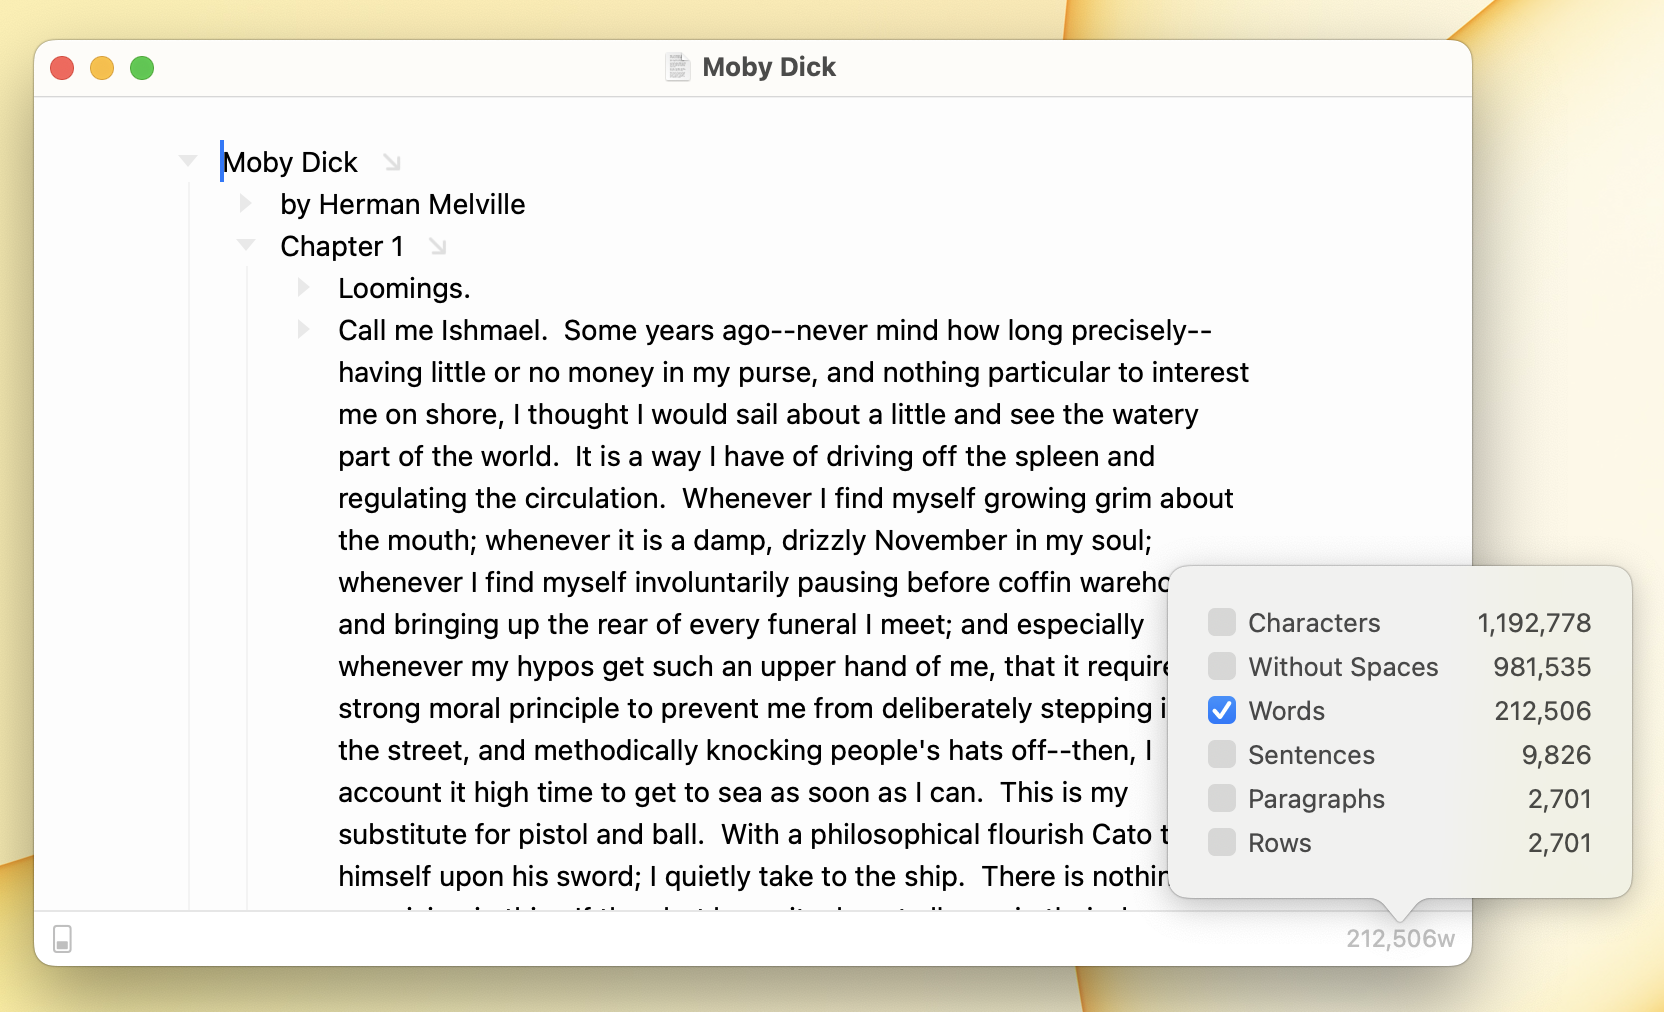 Moby Dick
Moby Dick
by Herman Melville
Chapter 1
Loomings.
Call me Ishmael.  Some years ago--never mind how long precisely--
having little or no money in my purse, and nothing particular to interest
me on shore, I thought I would sail about a little and see the watery
part of the world.  It is a way I have of driving off the spleen and
regulating the circulation.  Whenever I find myself growing grim about
the mouth; whenever it is a damp, drizzly November in my soul;
whenever I find myself involuntarily pausing before coffin
and bringing up the rear of every funeral I meet; and especially
whenever my hypos get such an upper hand of me, that it
strong moral principle to prevent me from deliberately stepping
the street, and methodically knocking people's hats off--then, I
account it high time to get to sea as soon as I can.  This is my
substitute for pistol and ball.  With a philosophical flourish Cato
himself upon his sword; I quietly take to the ship.  There is
Characters 1,192,778
Without Spaces 981,535
Words 212,506
Sentences 9,826
Paragraphs 2,701
Rows 2,701
212,506w